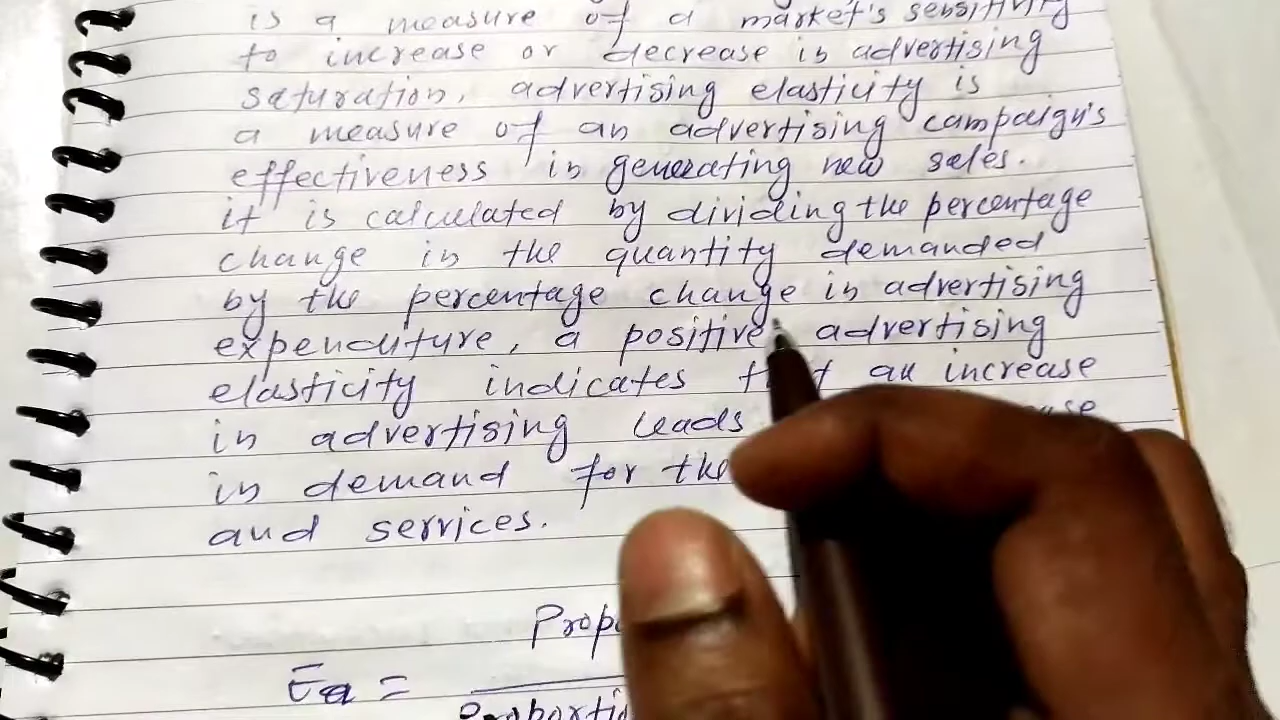 is a measure of a market's sensitivity
to increase or decrease is advertising
saturation, advertising elasticity is
a measure of an advertising campaign's
effectiveness in generating new sales.
it is calculated by dividing the percentage
change in the quantity demanded
by the percentage change in advertising
expenditure, a positive advertising
elasticity indicates an increase
in advertising leads
in demand for the
and services.
Ea =